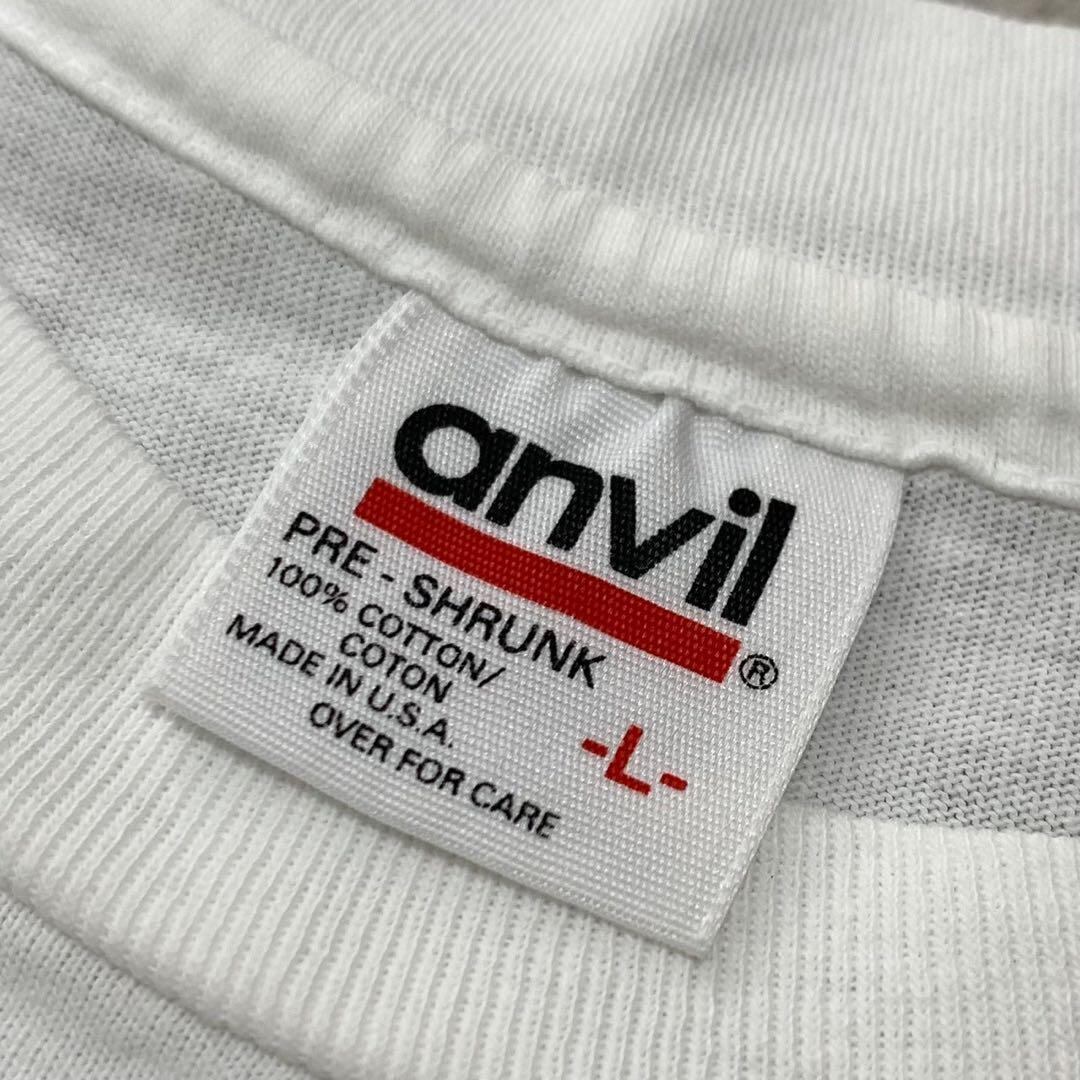 anvil
®
PRE - SHRUNK
100% COTTON/
COTON
MADE IN U.S.A.
OVER FOR CARE
-L-